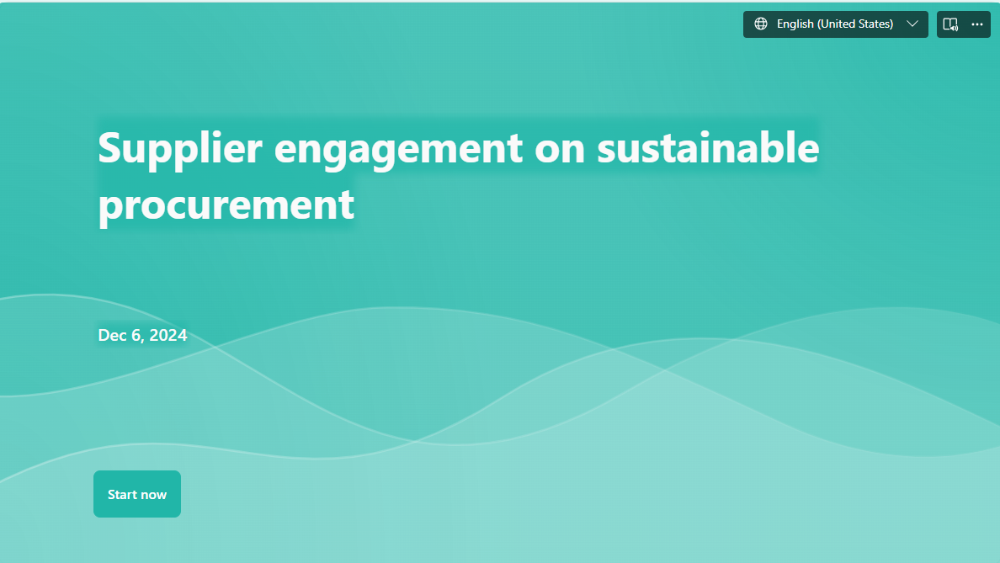 English (United States)
Supplier engagement on sustainable
procurement
Dec 6, 2024
Start now